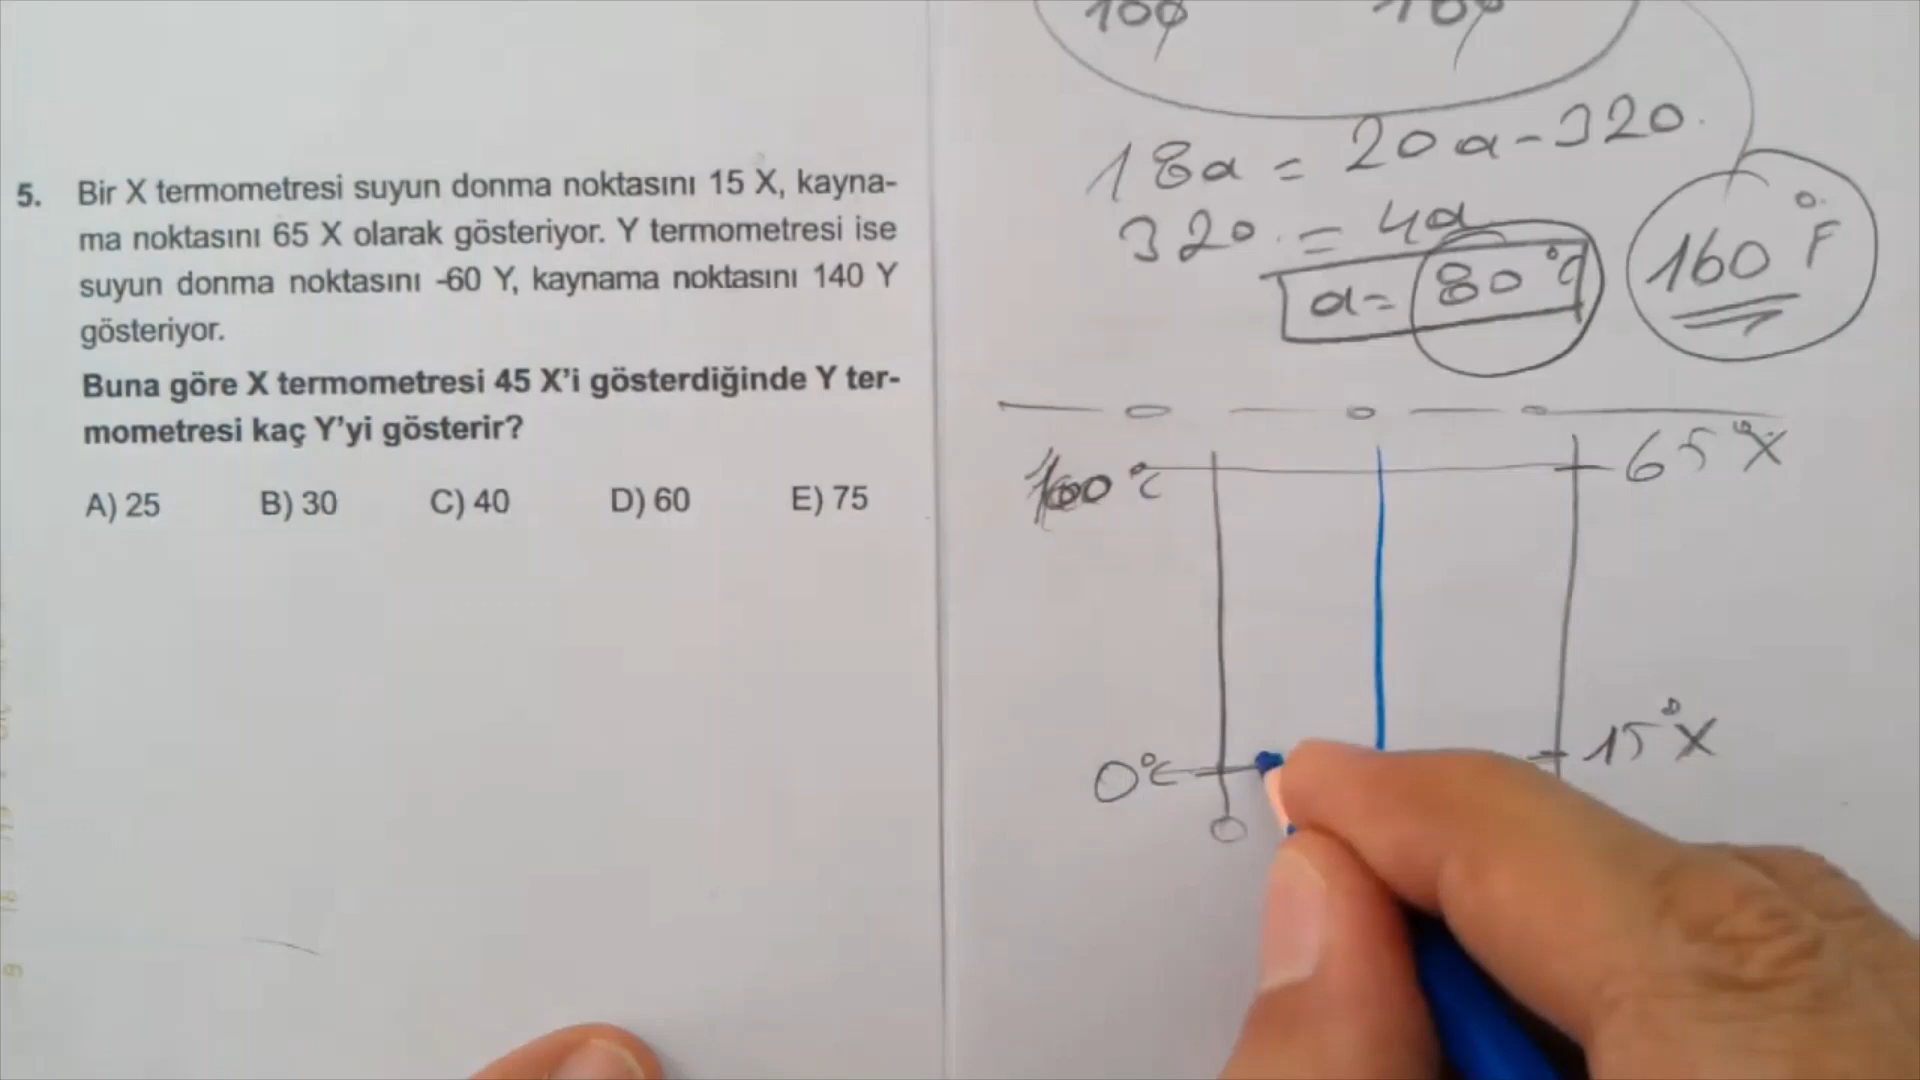 5. Bir X termometresi suyun donma noktasını 15 X, kayna-
ma noktasını 65 X olarak gösteriyor. Y termometresi ise
suyun donma noktasını -60 Y, kaynama noktasını 140 Y
gösteriyor.
Buna göre X termometresi 45 X'i gösterdiğinde Y ter-
mometresi kaç Y'yi gösterir?
A) 25 B) 30 C) 40 D) 60 E) 75
18a = 20a-320
320 = 4a
a= 80°C
160 °F
100°C
65°X
0°C
15°X